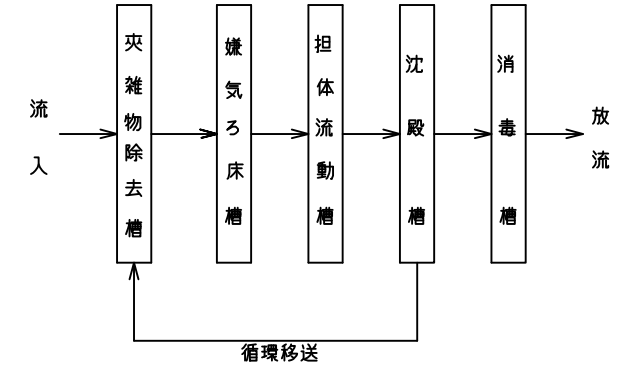 流入
夾雑物除去槽
嫌気ろ床槽
担体流動槽
沈殿槽
消毒槽
放流
循環移送